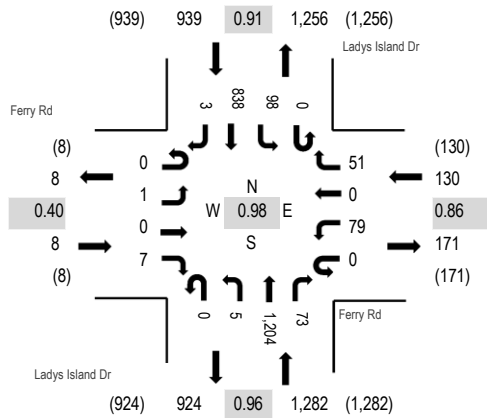 (939) 939 0.91 1,256 (1,256)
Ladys Island Dr
Ferry Rd
3 838 98 0
(8) 0 51 (130)
8 1 N 0 130
0.40 0 W 0.98 E 79 0.86
8 7 S 0 171
(8) (171)
0 5 1,204 73
Ferry Rd
Ladys Island Dr
(924) 924 0.96 1,282 (1,282)